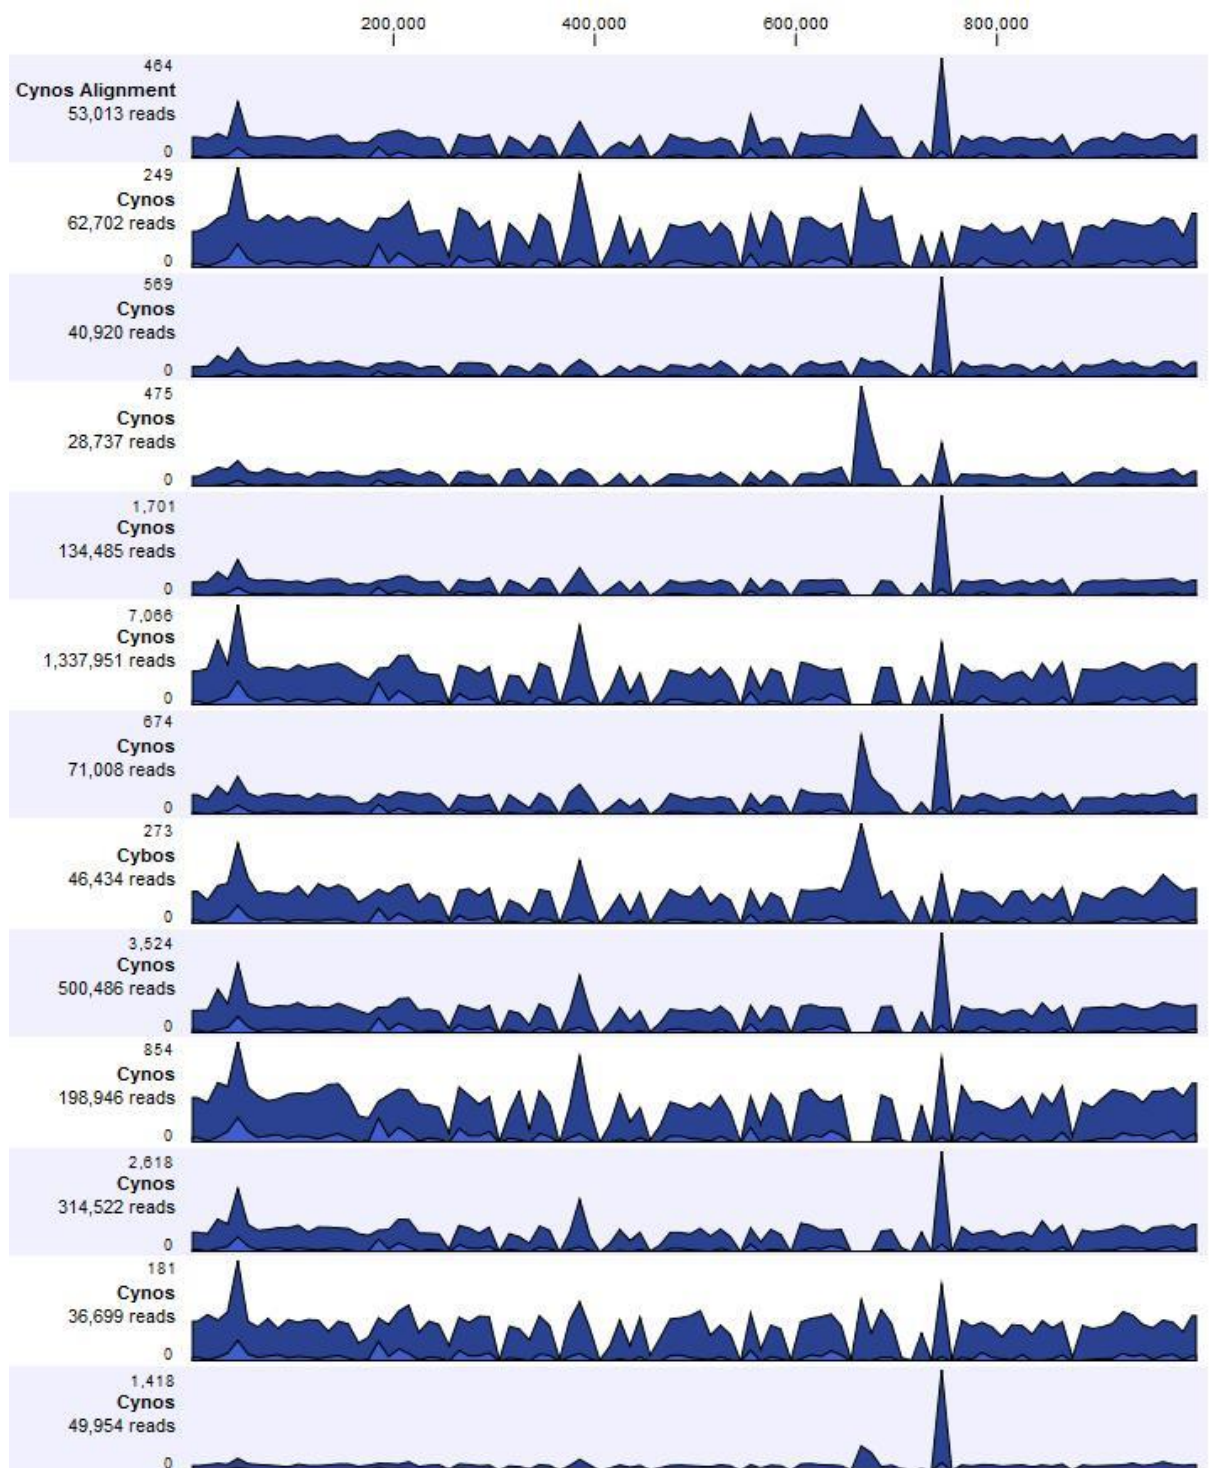 200,000 400,000 600,000 800,000
464
Cynos Alignment
53,013 reads
0
249
Cynos
62,702 reads
0
569
Cynos
40,920 reads
0
475
Cynos
28,737 reads
0
1,701
Cynos
134,485 reads
0
7,066
Cynos
1,337,951 reads
0
674
Cynos
71,008 reads
0
273
Cybos
46,434 reads
0
3,524
Cynos
500,486 reads
0
854
Cynos
198,946 reads
0
2,618
Cynos
314,522 reads
0
181
Cynos
36,699 reads
0
1,418
Cynos
49,954 reads
0